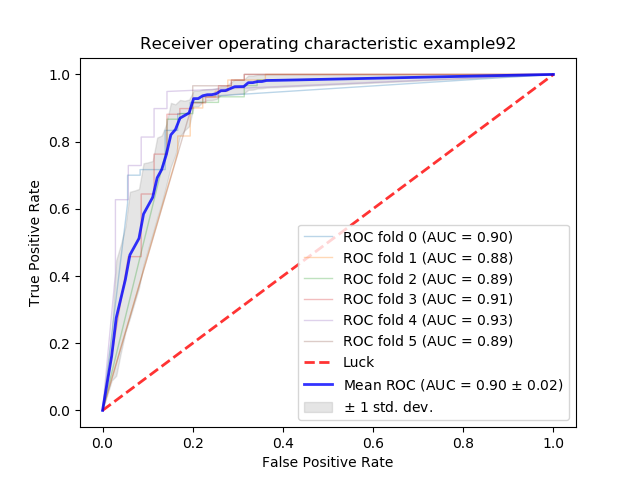 Receiver operating characteristic example92
True Positive Rate
1.0
0.8
0.6
0.4
0.2
0.0
ROC fold 0 (AUC = 0.90)
ROC fold 1 (AUC = 0.88)
ROC fold 2 (AUC = 0.89)
ROC fold 3 (AUC = 0.91)
ROC fold 4 (AUC = 0.93)
ROC fold 5 (AUC = 0.89)
Luck
Mean ROC (AUC = 0.90 ± 0.02)
± 1 std. dev.
0.0 0.2 0.4 0.6 0.8 1.0
False Positive Rate